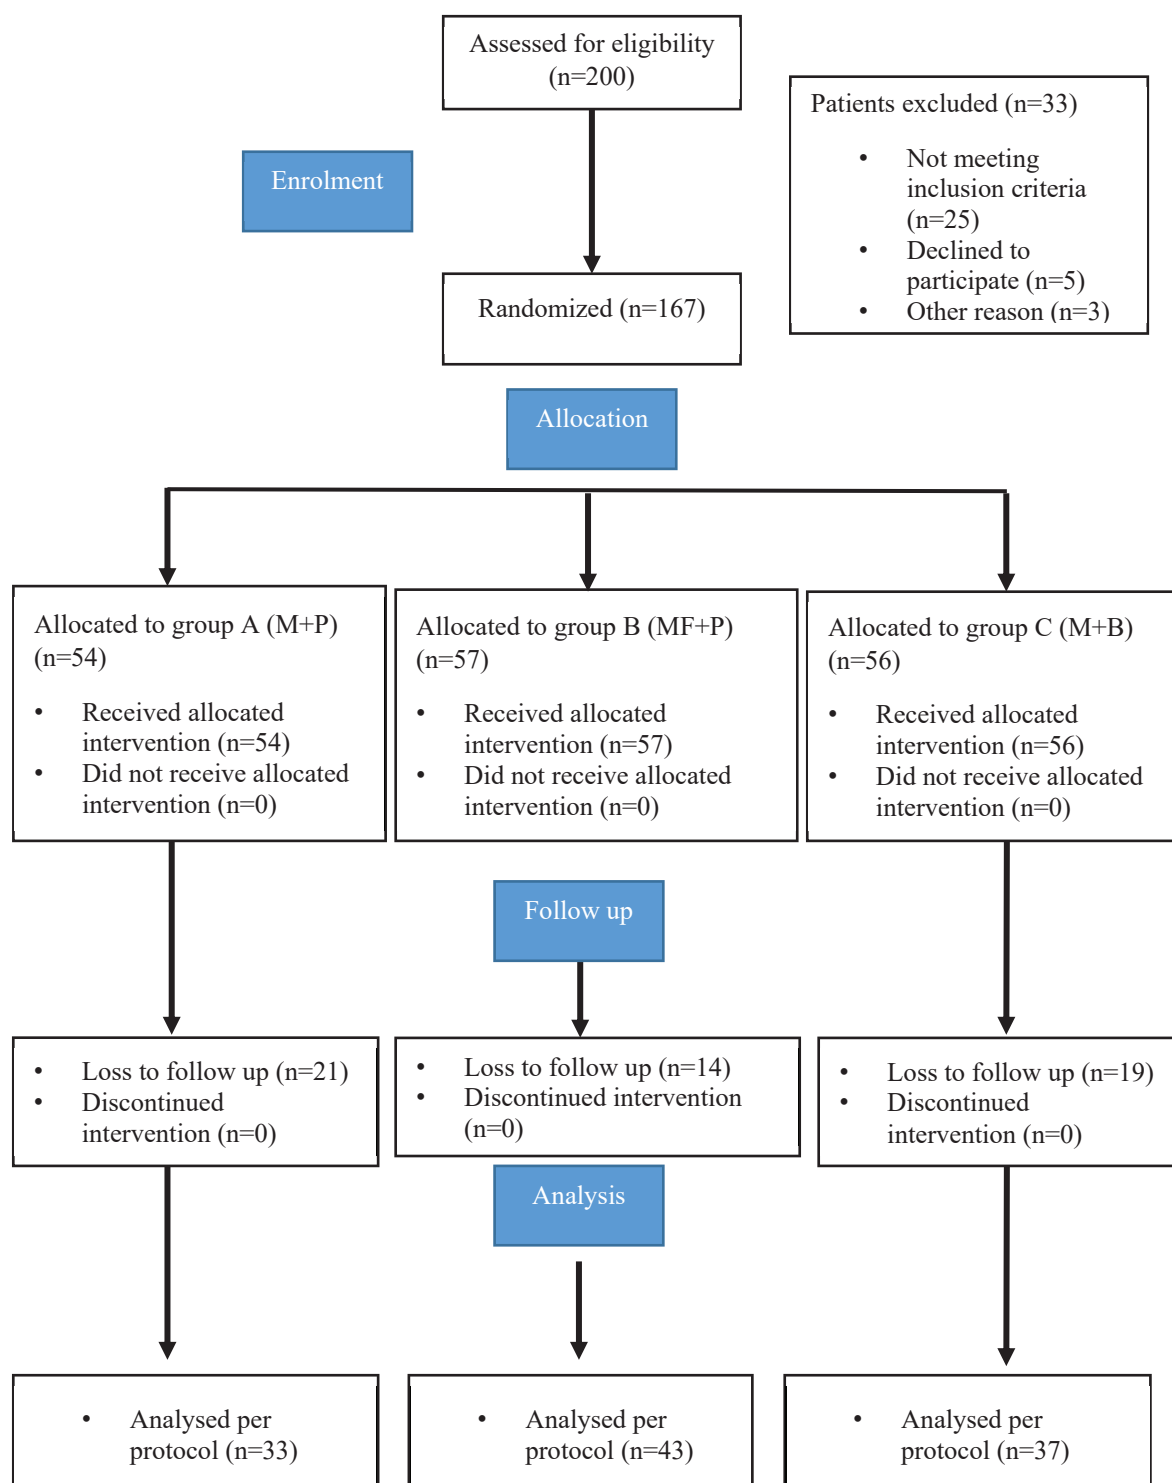 Assessed for eligibility
(n=200)
Patients excluded (n=33)
• Not meeting
inclusion criteria
(n=25)
• Declined to
participate (n=5)
• Other reason (n=3)
Enrolment
Randomized (n=167)
Allocation
Allocated to group A (M+P)
(n=54)
• Received allocated
intervention (n=54)
• Did not receive allocated
intervention (n=0)
Allocated to group B (MF+P)
(n=57)
• Received allocated
intervention (n=57)
• Did not receive allocated
intervention (n=0)
Allocated to group C (M+B)
(n=56)
• Received allocated
intervention (n=56)
• Did not receive allocated
intervention (n=0)
Follow up
• Loss to follow up (n=21)
• Discontinued
intervention (n=0)
• Loss to follow up (n=14)
• Discontinued intervention
(n=0)
• Loss to follow up (n=19)
• Discontinued
intervention (n=0)
Analysis
• Analysed per
protocol (n=33)
• Analysed per
protocol (n=43)
• Analysed per
protocol (n=37)